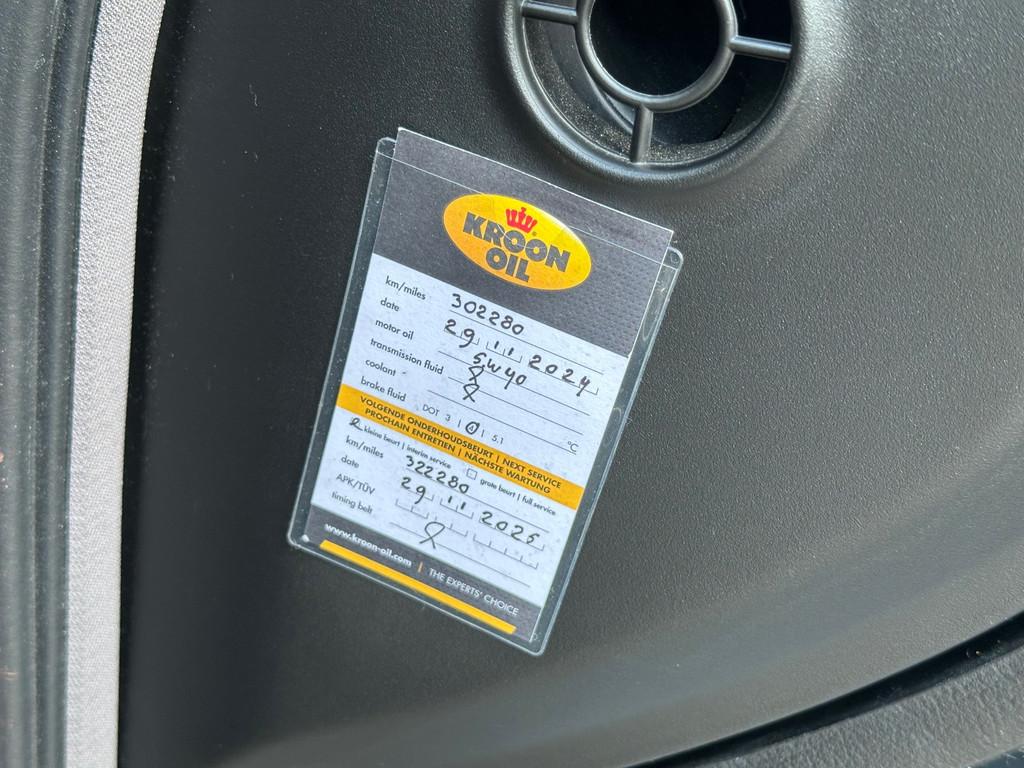 KROON
OIL
km/miles 302280
date 29 11 2024
motor oil 5W40
transmission fluid
coolant
brake fluid DOT 3 | 4 | 5.1 °C
VOLGENDE ONDERHOUDSBEURT | NEXT SERVICE
PROCHAIN ENTRETIEN | NÄCHSTE WARTUNG
kleine beurt | interim service grote beurt | full service
km/miles 322280
date 29 11 2025
APK/TÜV
timing belt
www.kroon-oil.com | THE EXPERTS' CHOICE